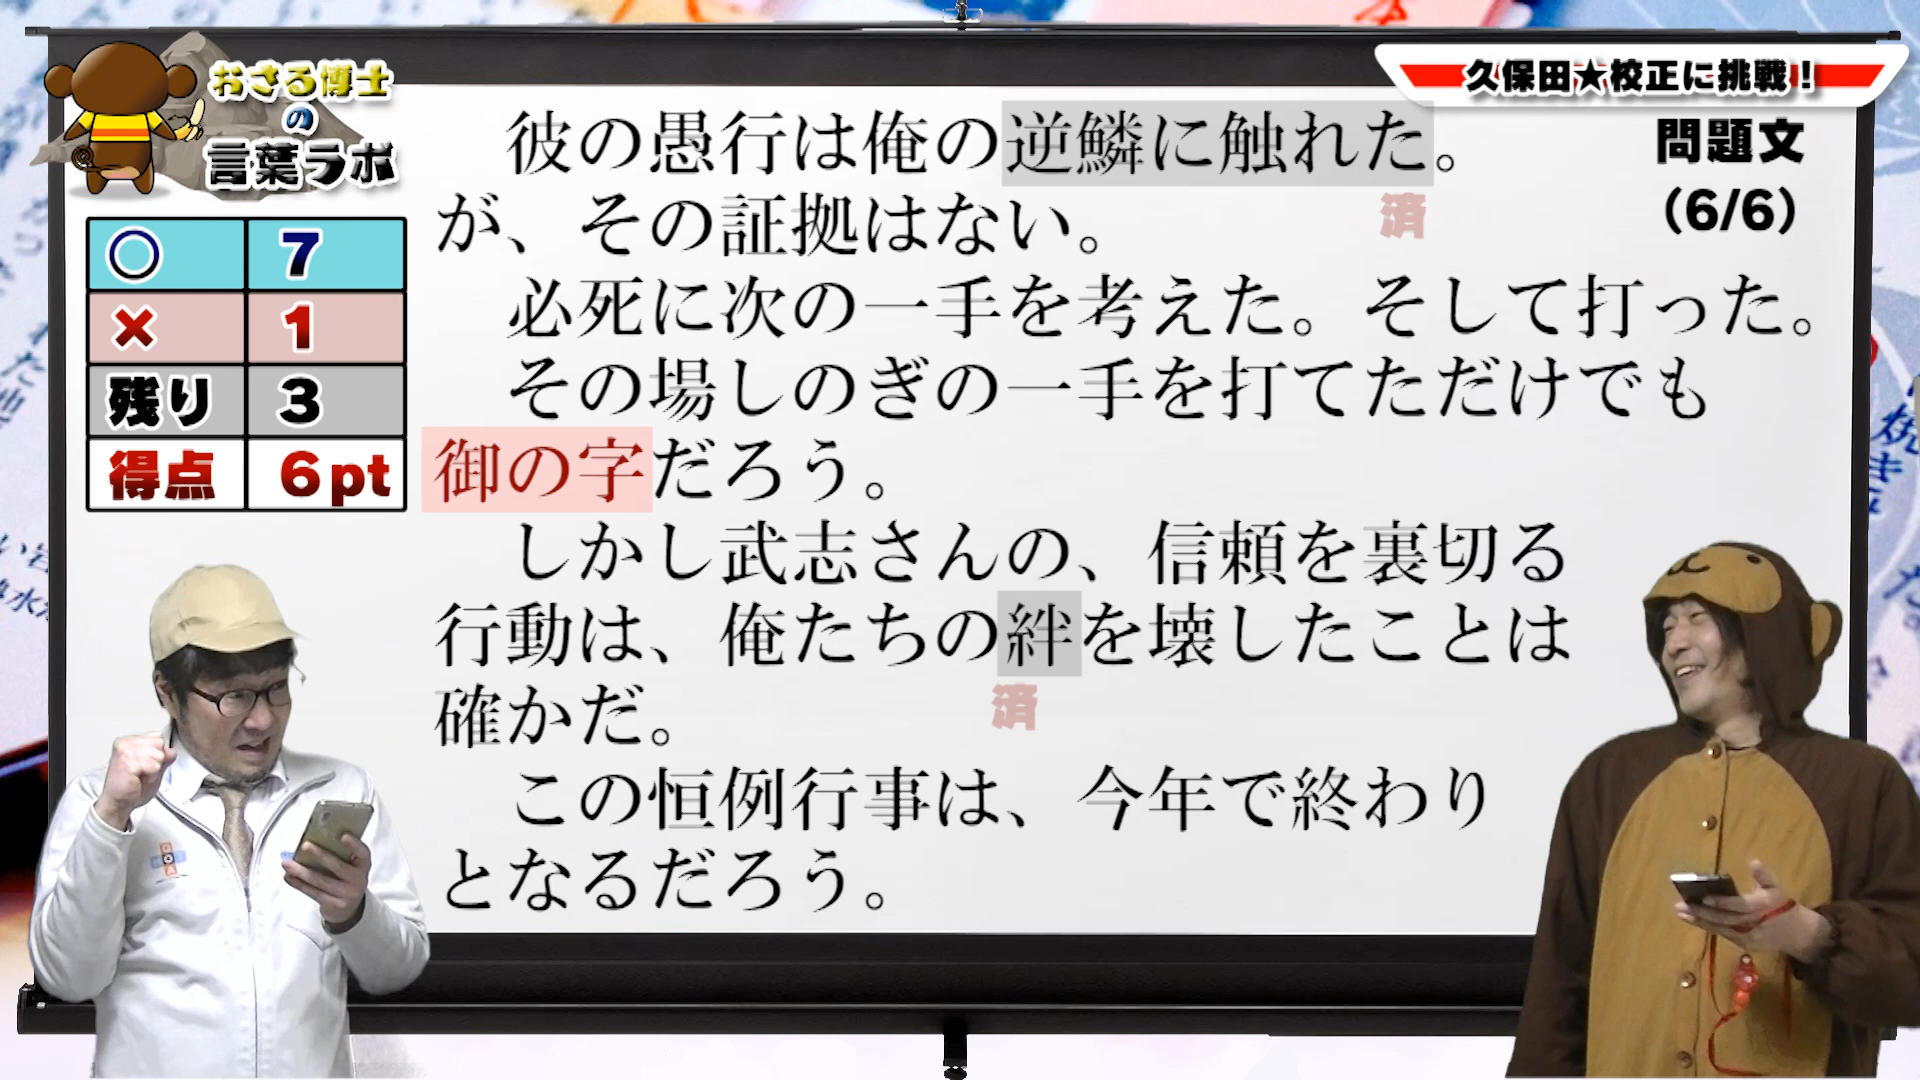 おさる博士
の
言葉ラボ
久保田★校正に挑戦！
問題文
（6/6）
○ 7
× 1
残り 3
得点 6pt
彼の愚行は俺の逆鱗に触れた。
済
が、その証拠はない。
必死に次の一手を考えた。そして打った。
その場しのぎの一手を打てただけでも
御の字だろう。
しかし武志さんの、信頼を裏切る
行動は、俺たちの絆を壊したことは
済
確かだ。
この恒例行事は、今年で終わり
となるだろう。